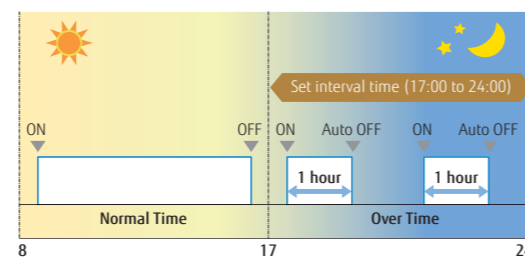 Set interval time (17:00 to 24:00)
ON OFF ON Auto OFF ON Auto OFF
1 hour 1 hour
Normal Time Over Time
8 17